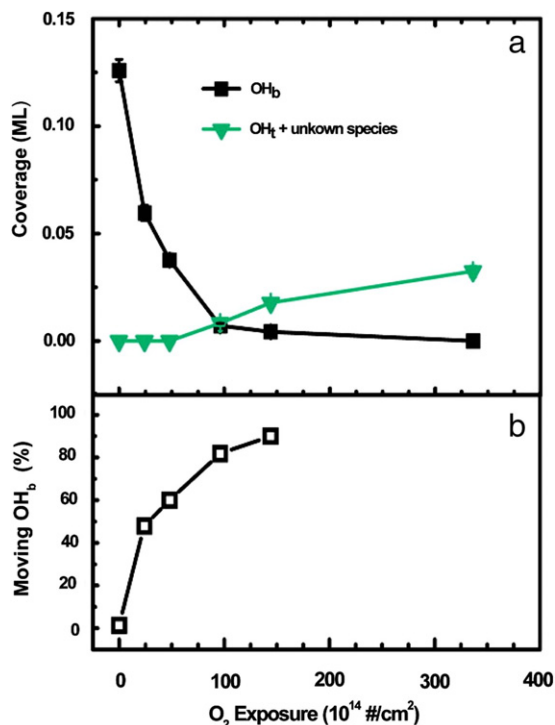 0.15
a
OHb
OHt + unkown species
0.10
Coverage (ML)
0.05
0.00
b
100
80
60
Moving OHb (%)
40
20
0
0 100 200 300 400
O2 Exposure (10^14 #/cm^2)